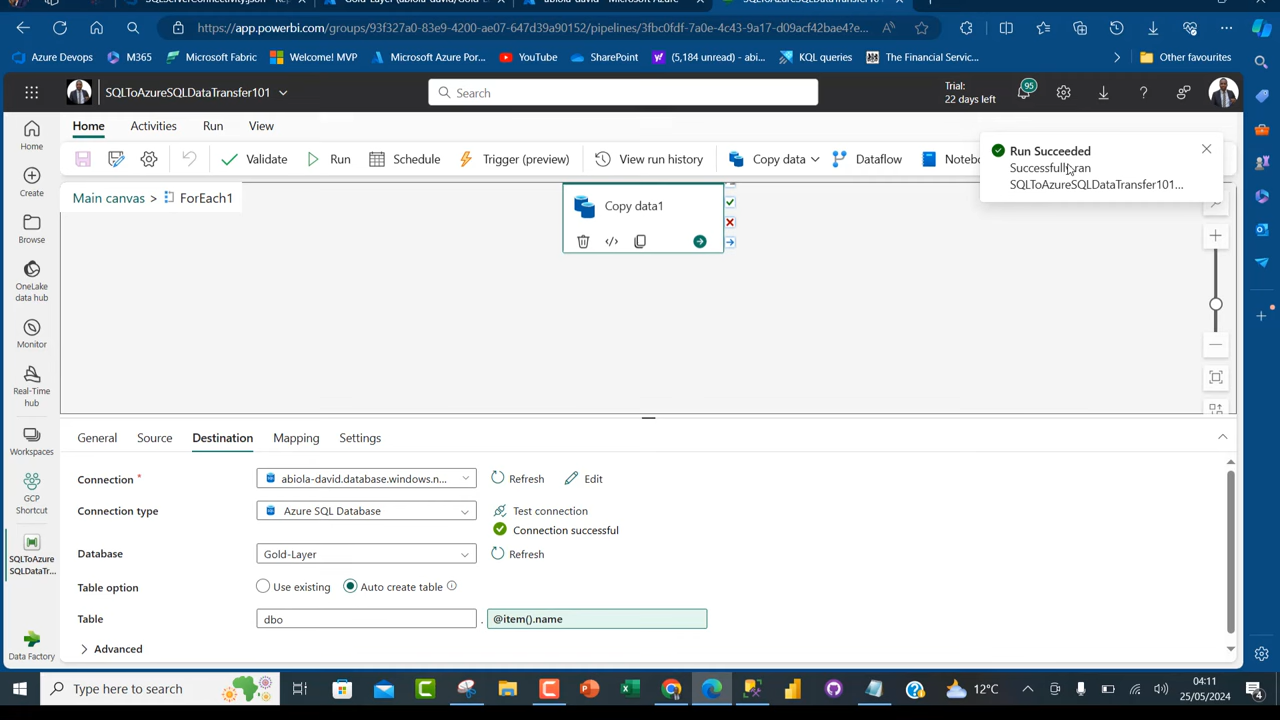 https://app.powerbi.com/groups/93f327a0-83e9-4200-ae07-647d39a90152/pipelines/3fbc0fdf-7a0e-4c43-9a17-d09acf42bae4?e...
Azure Devops
M365
Microsoft Fabric
Welcome! MVP
Microsoft Azure Por...
YouTube
SharePoint
(5,184 unread) - abi...
KQL queries
The Financial Servic...
Other favourites
SQLToAzureSQLDataTransfer101
Search
Trial:
22 days left
95
Home
Activities
Run
View
Validate
Run
Schedule
Trigger (preview)
View run history
Copy data
Dataflow
Noteb
Run Succeeded
Successfully ran
SQLToAzureSQLDataTransfer101...
Main canvas > ForEach1
Copy data1
Home
Create
Browse
OneLake
data hub
Monitor
Real-Time
hub
Workspaces
GCP
Shortcut
SQLToAzure
SQLDataTr...
Data Factory
General
Source
Destination
Mapping
Settings
Connection *
abiola-david.database.windows.n...
Refresh
Edit
Connection type
Azure SQL Database
Test connection
Connection successful
Database
Gold-Layer
Refresh
Table option
Use existing
Auto create table
Table
dbo
.
@item().name
Advanced
Type here to search
12°C
04:11
25/05/2024
4